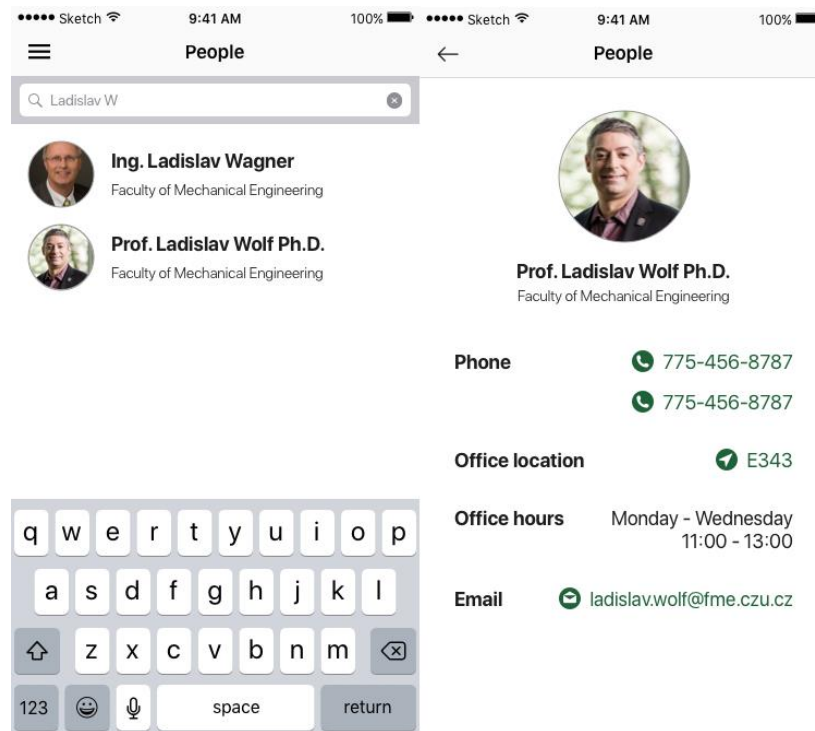 Sketch 9:41 AM 100%
People
Ladislav W
Ing. Ladislav Wagner
Faculty of Mechanical Engineering
Prof. Ladislav Wolf Ph.D.
Faculty of Mechanical Engineering
q w e r t y u i o p
a s d f g h j k l
z x c v b n m
123 space return
Sketch 9:41 AM 100%
People
Prof. Ladislav Wolf Ph.D.
Faculty of Mechanical Engineering
Phone 775-456-8787
775-456-8787
Office location E343
Office hours Monday - Wednesday
11:00 - 13:00
Email ladislav.wolf@fme.czu.cz